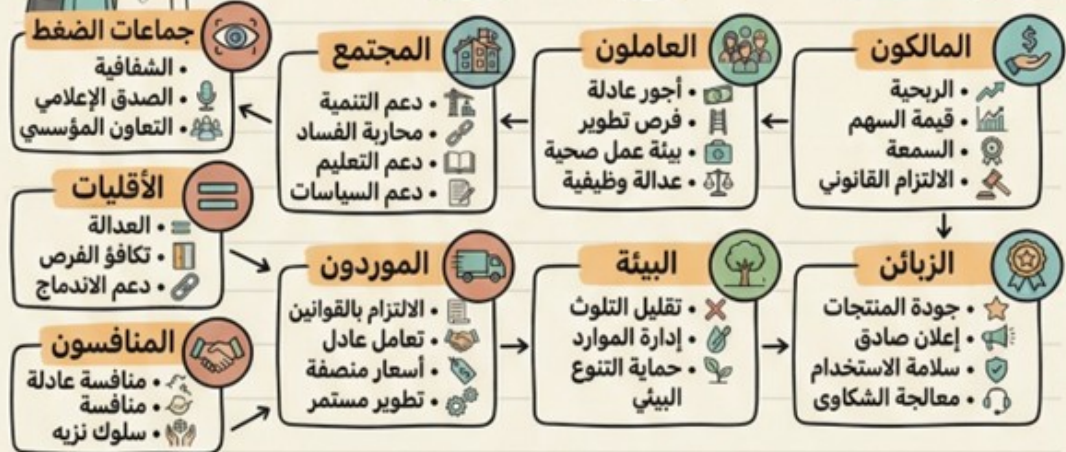 المالكون
• الربحية
• قيمة السهم
• السمعة
• الالتزام القانوني
العاملون
• أجور عادلة
• فرص تطوير
• بيئة عمل صحية
• عدالة وظيفية
المجتمع
• دعم التنمية
• محاربة الفساد
• دعم التعليم
• دعم السياسات
جماعات الضغط
• الشفافية
• الصدق الإعلامي
• التعاون المؤسسي
الأقليات
• العدالة
• تكافؤ الفرص
• دعم الاندماج
الزبائن
• جودة المنتجات
• إعلان صادق
• سلامة الاستخدام
• معالجة الشكاوى
البيئة
• تقليل التلوث
• إدارة الموارد
• حماية التنوع
البيئي
الموردون
• الالتزام بالقوانين
• تعامل عادل
• أسعار منصفة
• تطوير مستمر
المنافسون
• منافسة عادلة
• منافسة
• سلوك نزيه